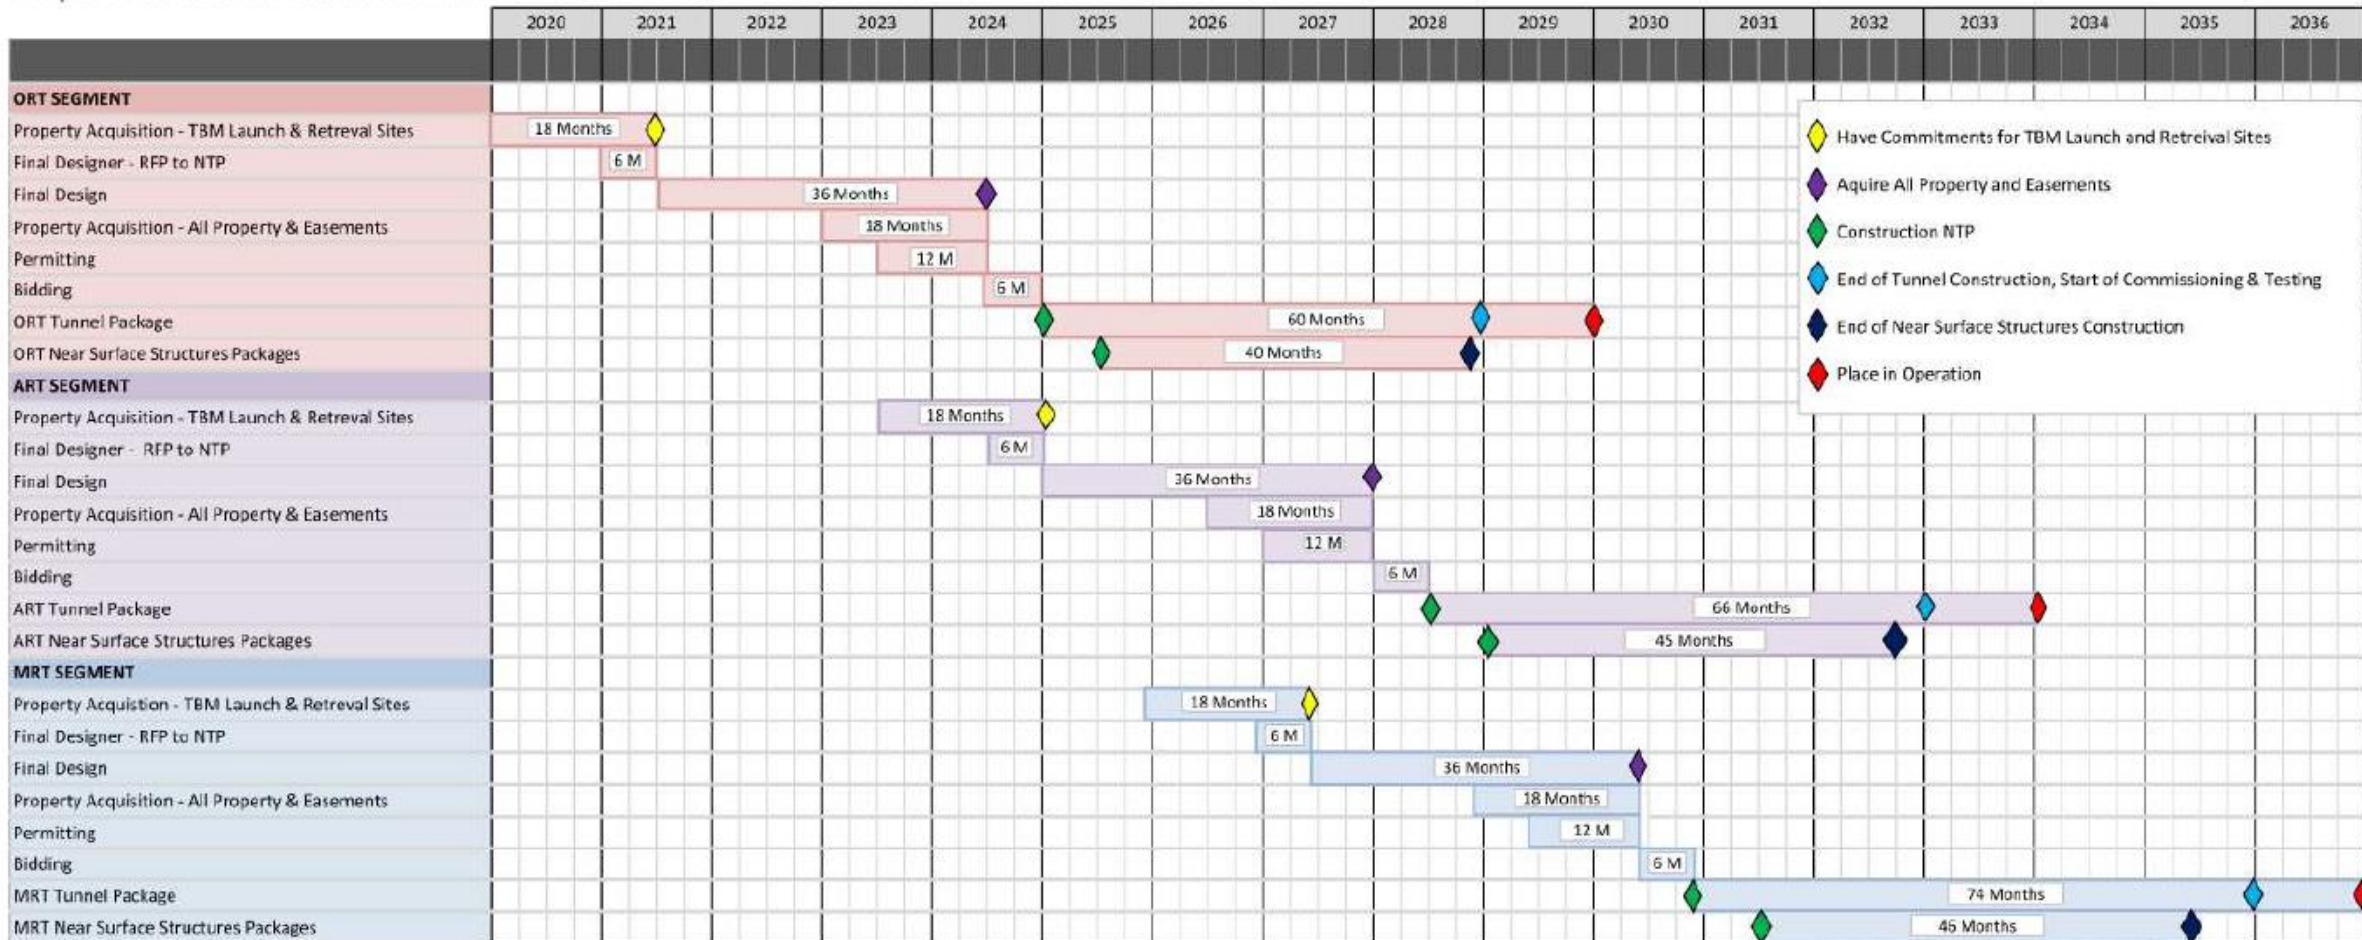 2020 2021 2022 2023 2024 2025 2026 2027 2028 2029 2030 2031 2032 2033 2034 2035 2036
ORT SEGMENT
Property Acquisition - TBM Launch & Retreval Sites 18 Months
Final Designer - RFP to NTP 6 M
Final Design 36 Months
Property Acquisition - All Property & Easements 18 Months
Permitting 12 M
Bidding 6 M
ORT Tunnel Package 60 Months
ORT Near Surface Structures Packages 40 Months
ART SEGMENT
Property Acquisition - TBM Launch & Retreval Sites 18 Months
Final Designer - RFP to NTP 6 M
Final Design 36 Months
Property Acquisition - All Property & Easements 18 Months
Permitting 12 M
Bidding 6 M
ART Tunnel Package 66 Months
ART Near Surface Structures Packages 45 Months
MRT SEGMENT
Property Acquistion - TBM Launch & Retreval Sites 18 Months
Final Designer - RFP to NTP 6 M
Final Design 36 Months
Property Acquisition - All Property & Easements 18 Months
Permitting 12 M
Bidding 6 M
MRT Tunnel Package 74 Months
MRT Near Surface Structures Packages 46 Months
Have Commitments for TBM Launch and Retreival Sites
Aquire All Property and Easements
Construction NTP
End of Tunnel Construction, Start of Commissioning & Testing
End of Near Surface Structures Construction
Place in Operation